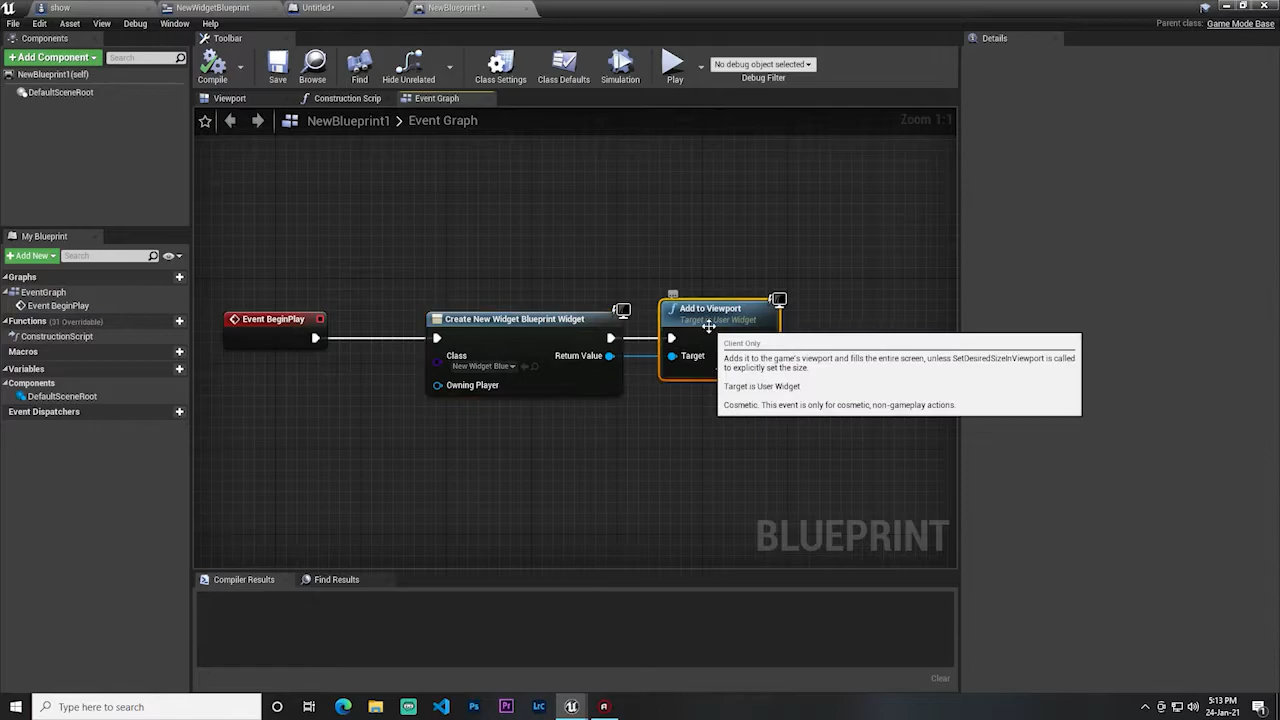 show
NewWidgetBlueprint
Untitled*
NewBlueprint1*
File
Edit
Asset
View
Debug
Window
Help
Parent class: Game Mode Base
Components
Toolbar
Details
+Add Component
Search
NewBlueprint1(self)
DefaultSceneRoot
Compile
Save
Browse
Find
Hide Unrelated
Class Settings
Class Defaults
Simulation
Play
No debug object selected
Debug Filter
Viewport
Construction Scrip
Event Graph
NewBlueprint1 > Event Graph
Zoom 1:1
My Blueprint
+Add New
Search
Graphs
EventGraph
Event BeginPlay
Functions (31 Overridable)
ConstructionScript
Macros
Variables
Components
DefaultSceneRoot
Event Dispatchers
Event BeginPlay
Create New Widget Blueprint Widget
Class
New Widget Blue
Return Value
Owning Player
Add to Viewport
Target is User Widget
Target
Client Only
Adds it to the game's viewport and fills the entire screen, unless SetDesiredSizeInViewport is called
to explicitly set the size.
Target is User Widget
Cosmetic. This event is only for cosmetic, non-gameplay actions.
BLUEPRINT
Compiler Results
Find Results
Clear
Type here to search
Ps
Pr
Lrc
5:13 PM
24-Jan-21